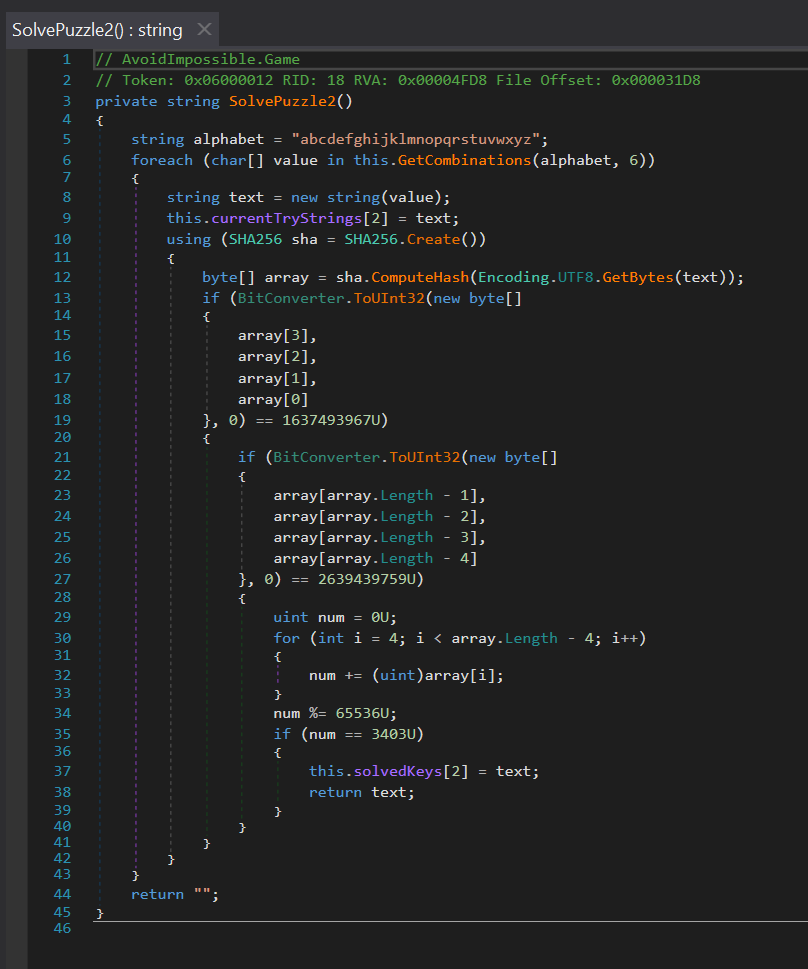 SolvePuzzle2() : string ✕
1 // AvoidImpossible.Game
2 // Token: 0x06000012 RID: 18 RVA: 0x00004FD8 File Offset: 0x000031D8
3 private string SolvePuzzle2()
4 {
5     string alphabet = "abcdefghijklmnopqrstuvwxyz";
6     foreach (char[] value in this.GetCombinations(alphabet, 6))
7     {
8         string text = new string(value);
9         this.currentTryStrings[2] = text;
10         using (SHA256 sha = SHA256.Create())
11         {
12             byte[] array = sha.ComputeHash(Encoding.UTF8.GetBytes(text));
13             if (BitConverter.ToUInt32(new byte[]
14             {
15                 array[3],
16                 array[2],
17                 array[1],
18                 array[0]
19             }, 0) == 1637493967U)
20             {
21                 if (BitConverter.ToUInt32(new byte[]
22                 {
23                     array[array.Length - 1],
24                     array[array.Length - 2],
25                     array[array.Length - 3],
26                     array[array.Length - 4]
27                 }, 0) == 2639439759U)
28                 {
29                     uint num = 0U;
30                     for (int i = 4; i < array.Length - 4; i++)
31                     {
32                         num += (uint)array[i];
33                     }
34                     num %= 65536U;
35                     if (num == 3403U)
36                     {
37                         this.solvedKeys[2] = text;
38                         return text;
39                     }
40                 }
41             }
42         }
43     }
44     return "";
45 }
46